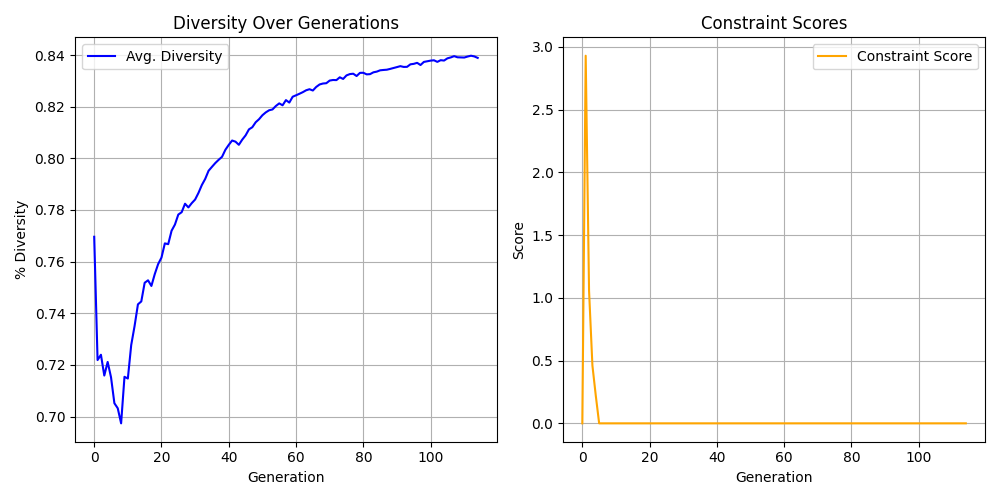 Diversity Over Generations
Avg. Diversity
0.84
0.82
0.80
0.78
0.76
0.74
0.72
0.70
% Diversity
0 20 40 60 80 100
Generation
Constraint Scores
Constraint Score
3.0
2.5
2.0
1.5
1.0
0.5
0.0
Score
0 20 40 60 80 100
Generation